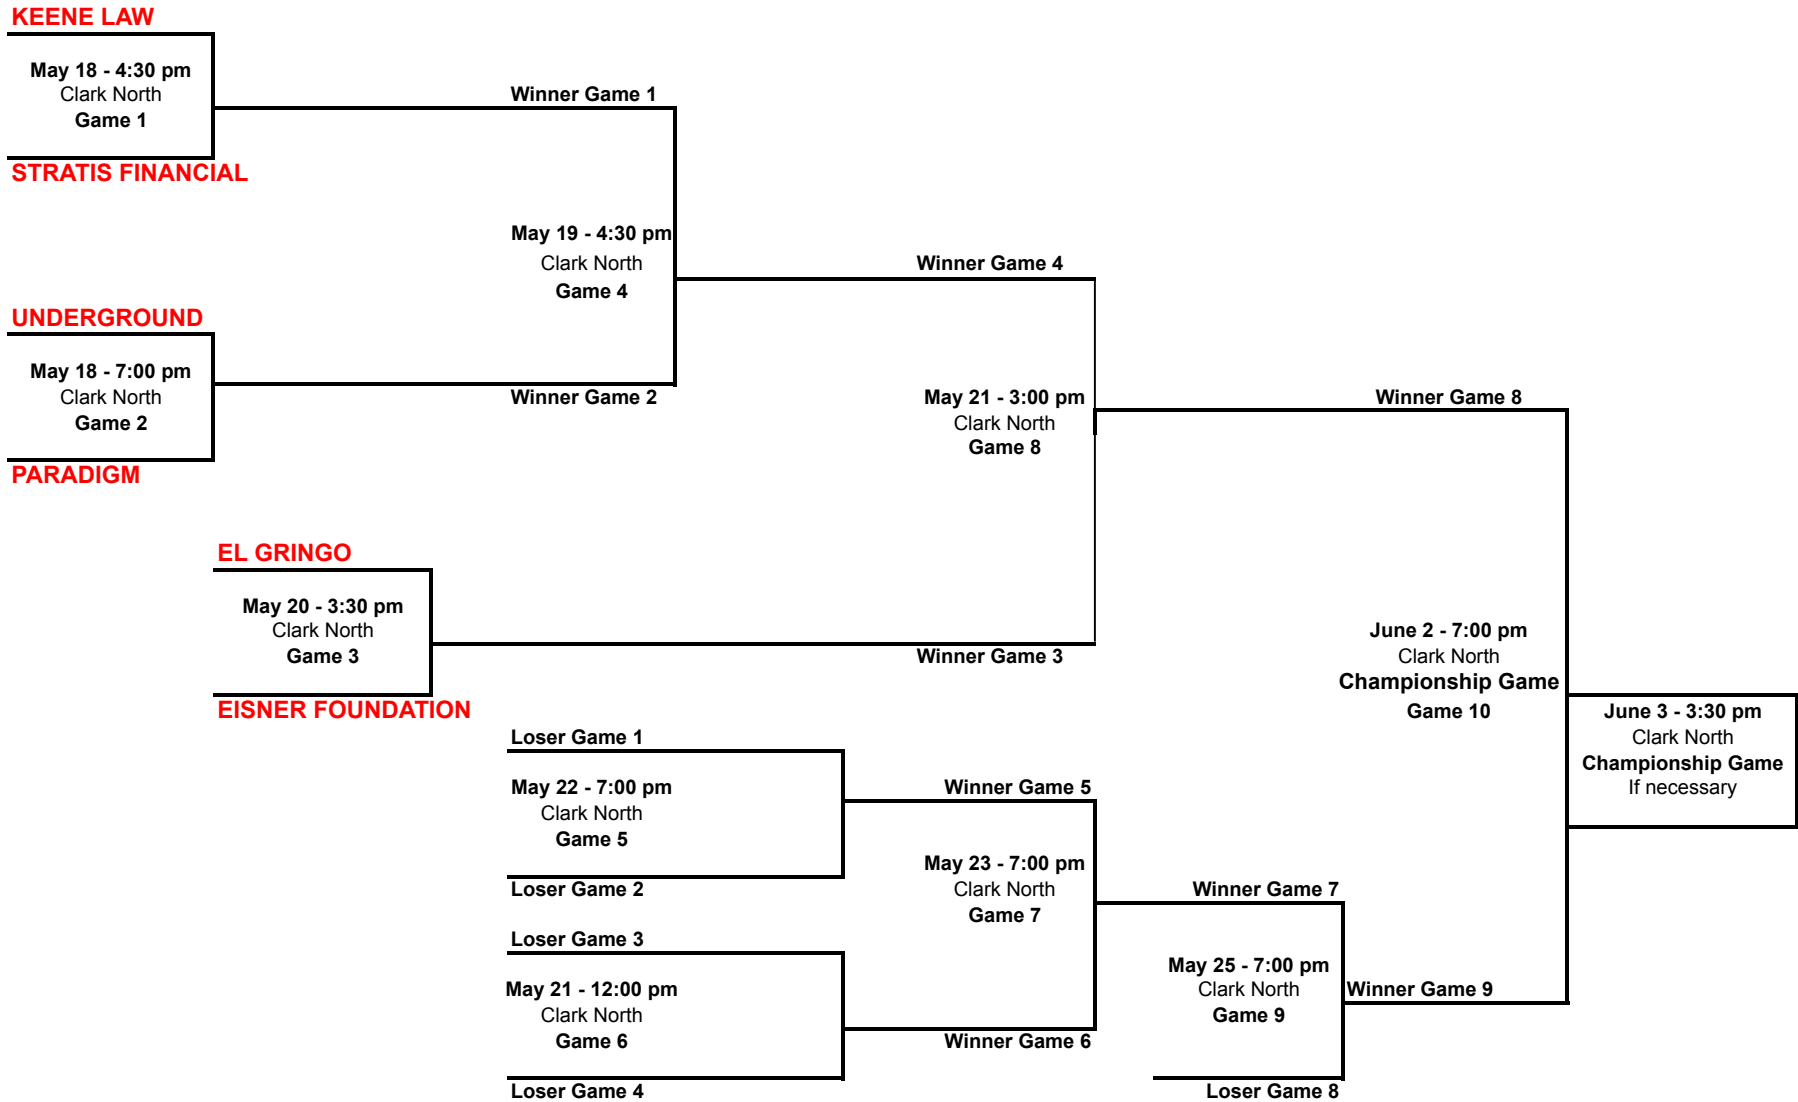 KEENE LAW
May 18 - 4:30 pm
Clark North
Game 1
STRATIS FINANCIAL
Winner Game 1
May 19 - 4:30 pm
Clark North
Game 4
UNDERGROUND
May 18 - 7:00 pm
Clark North
Game 2
PARADIGM
Winner Game 2
Winner Game 4
May 21 - 3:00 pm
Clark North
Game 8
Winner Game 8
EL GRINGO
May 20 - 3:30 pm
Clark North
Game 3
EISNER FOUNDATION
Winner Game 3
June 2 - 7:00 pm
Clark North
Championship Game
Game 10
June 3 - 3:30 pm
Clark North
Championship Game
If necessary
Loser Game 1
May 22 - 7:00 pm
Clark North
Game 5
Loser Game 2
Winner Game 5
May 23 - 7:00 pm
Clark North
Game 7
Winner Game 7
Loser Game 3
May 21 - 12:00 pm
Clark North
Game 6
Loser Game 4
Winner Game 6
May 25 - 7:00 pm
Clark North
Game 9
Winner Game 9
Loser Game 8